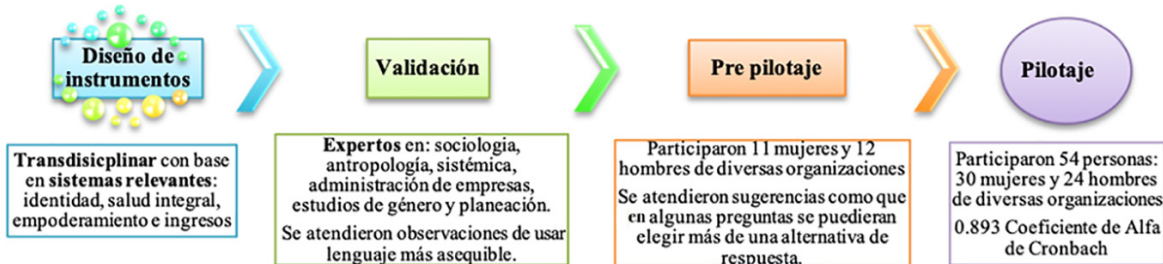 Diseño de
instrumentos
Validación
Pre pilotaje
Pilotaje
Transdisicplinar con base
en sistemas relevantes:
identidad, salud integral,
empoderamiento e ingresos
Expertos en: sociologia,
antropología, sistémica,
administración de empresas,
estudios de género y planeación.
Se atendieron observaciones de usar
lenguaje más asequible.
Participaron 11 mujeres y 12
hombres de diversas organizaciones
Se atendieron sugerencias como que
en algunas preguntas se puedieran
elegir más de una alternativa de
respuesta.
Participaron 54 personas:
30 mujeres y 24 hombres
de diversas organizaciones
0.893 Coeficiente de Alfa
de Cronbach